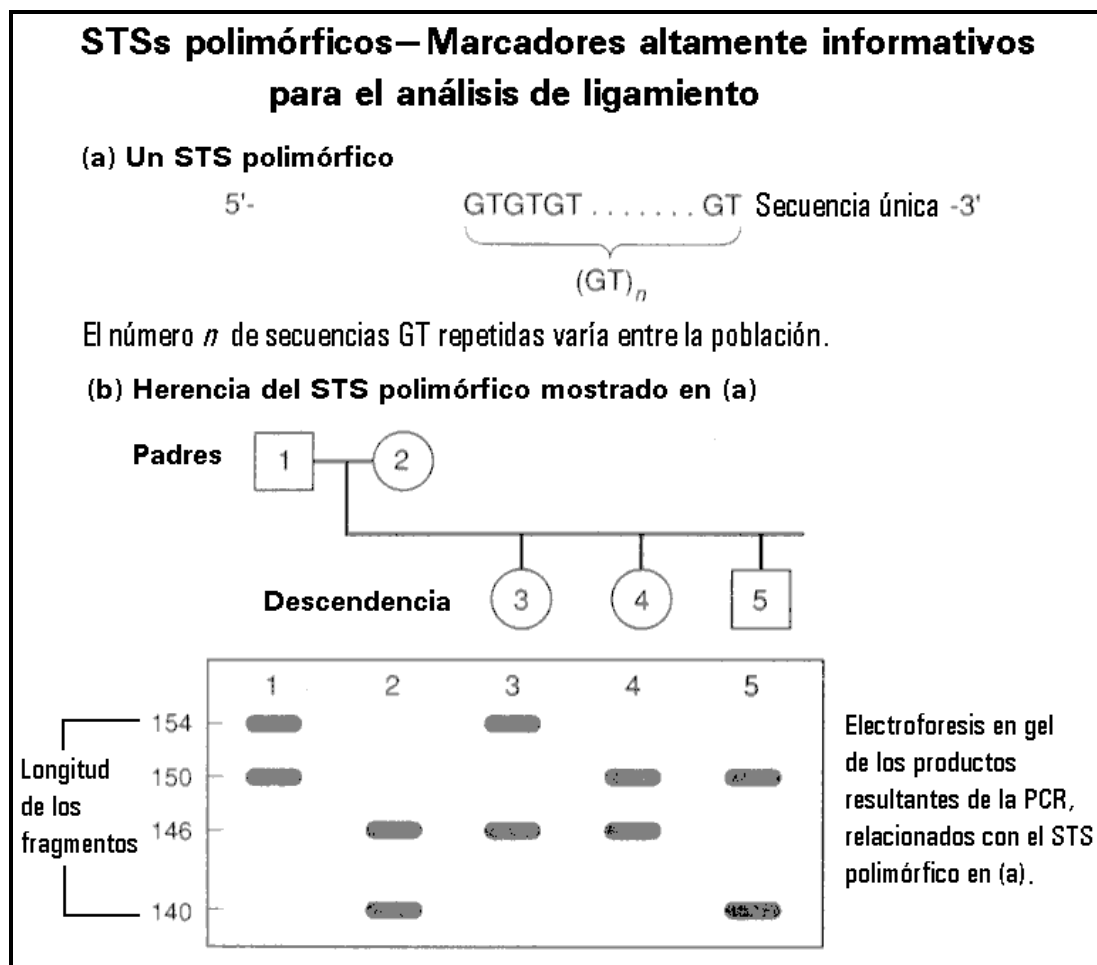 STSs polimórficos—Marcadores altamente informativos
para el análisis de ligamiento
(a) Un STS polimórfico
5'- GTGTGT ....... GT Secuencia única -3'
(GT)n
El número n de secuencias GT repetidas varía entre la población.
(b) Herencia del STS polimórfico mostrado en (a)
Padres 1 2
Descendencia 3 4 5
1 2 3 4 5
154
150
146
140
Longitud
de los
fragmentos
Electroforesis en gel
de los productos
resultantes de la PCR,
relacionados con el STS
polimórfico en (a).